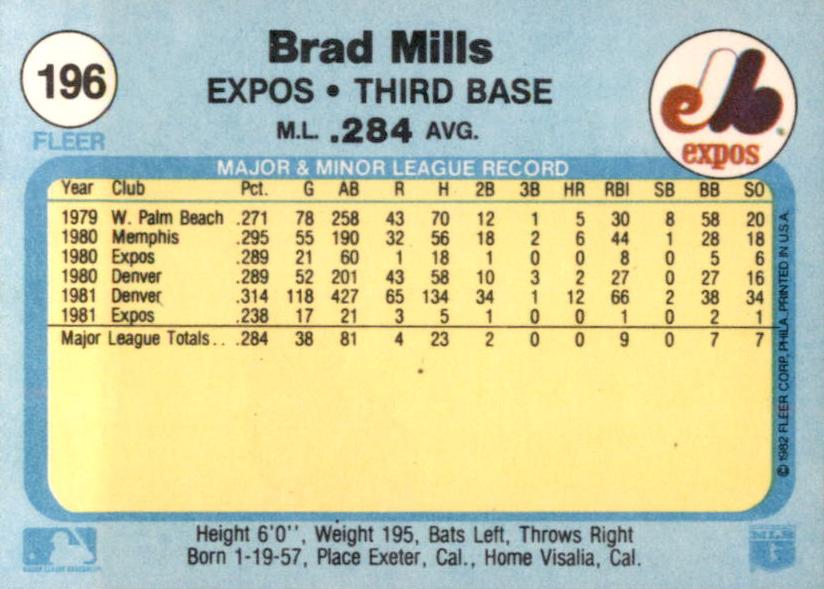 196
FLEER
Brad Mills
EXPOS • THIRD BASE
M.L. .284 AVG.
expos
MAJOR & MINOR LEAGUE RECORD
Year Club Pct. G AB R H 2B 3B HR RBI SB BB SO
1979 W. Palm Beach .271 78 258 43 70 12 1 5 30 8 58 20
1980 Memphis .295 55 190 32 56 18 2 6 44 1 28 18
1980 Expos .289 21 60 1 18 1 0 0 8 0 5 6
1980 Denver .289 52 201 43 58 10 3 2 27 0 27 16
1981 Denver .314 118 427 65 134 34 1 12 66 2 38 34
1981 Expos .238 17 21 3 5 1 0 0 1 0 2 1
Major League Totals.. .284 38 81 4 23 2 0 0 9 0 7 7
© 1982 FLEER CORP., PHILA. PRINTED IN U.S.A.
Height 6'0'', Weight 195, Bats Left, Throws Right
Born 1-19-57, Place Exeter, Cal., Home Visalia, Cal.